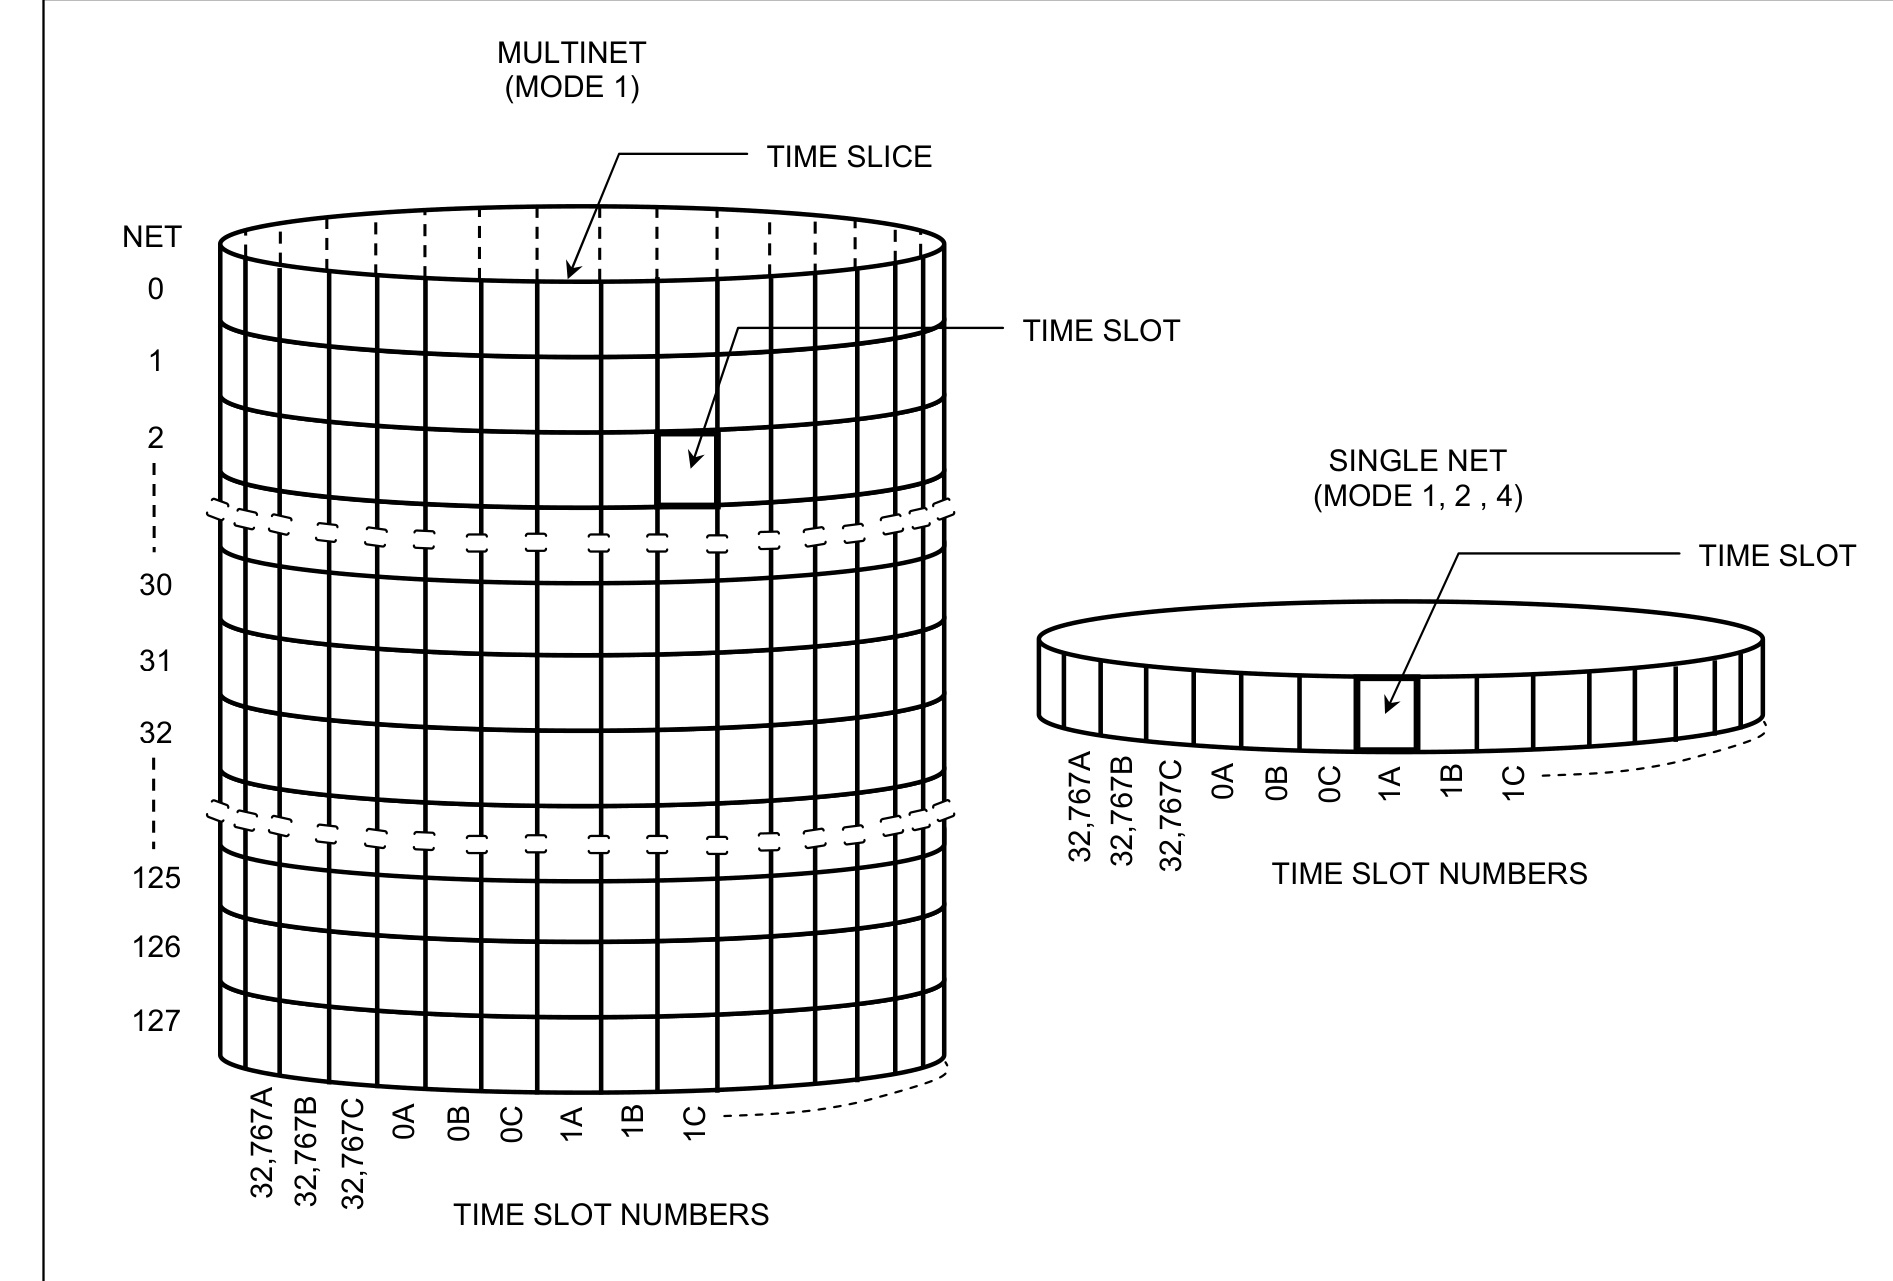 MULTINET
(MODE 1)
TIME SLICE
NET
0
1
2
30
31
32
125
126
127
TIME SLOT
32,767A
32,767B
32,767C
0A
0B
0C
1A
1B
1C
TIME SLOT NUMBERS
SINGLE NET
(MODE 1, 2 , 4)
TIME SLOT
32,767A
32,767B
32,767C
0A
0B
0C
1A
1B
1C
TIME SLOT NUMBERS